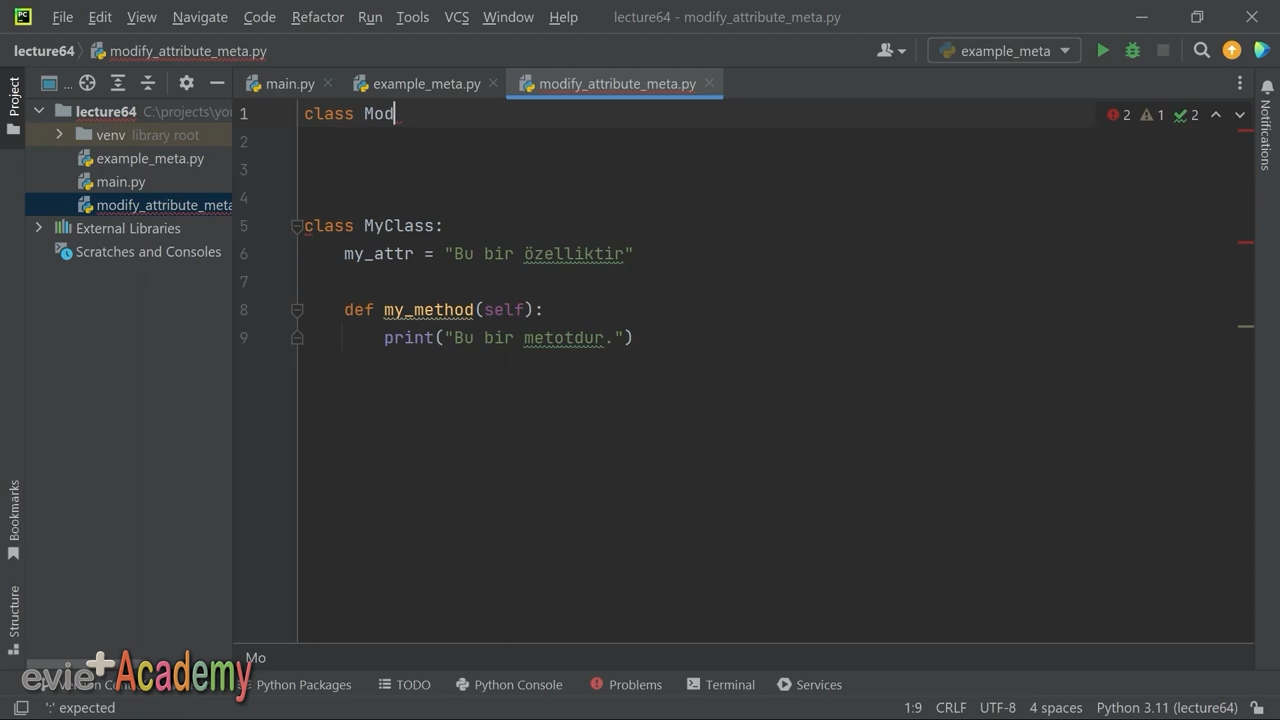 File Edit View Navigate Code Refactor Run Tools VCS Window Help lecture64 - modify_attribute_meta.py
lecture64 modify_attribute_meta.py example_meta
Project
... main.py example_meta.py modify_attribute_meta.py
lecture64 C:\projects\you
venv library root
example_meta.py
main.py
modify_attribute_meta
External Libraries
Scratches and Consoles
1 class Mod
2 1 2
2
3
4
5 class MyClass:
6 my_attr = "Bu bir özelliktir"
7
8 def my_method(self):
9 print("Bu bir metotdur.")
Notifications
Bookmarks
Structure
Mo
evie+Academy
Python Packages TODO Python Console Problems Terminal Services
':' expected 1:9 CRLF UTF-8 4 spaces Python 3.11 (lecture64)